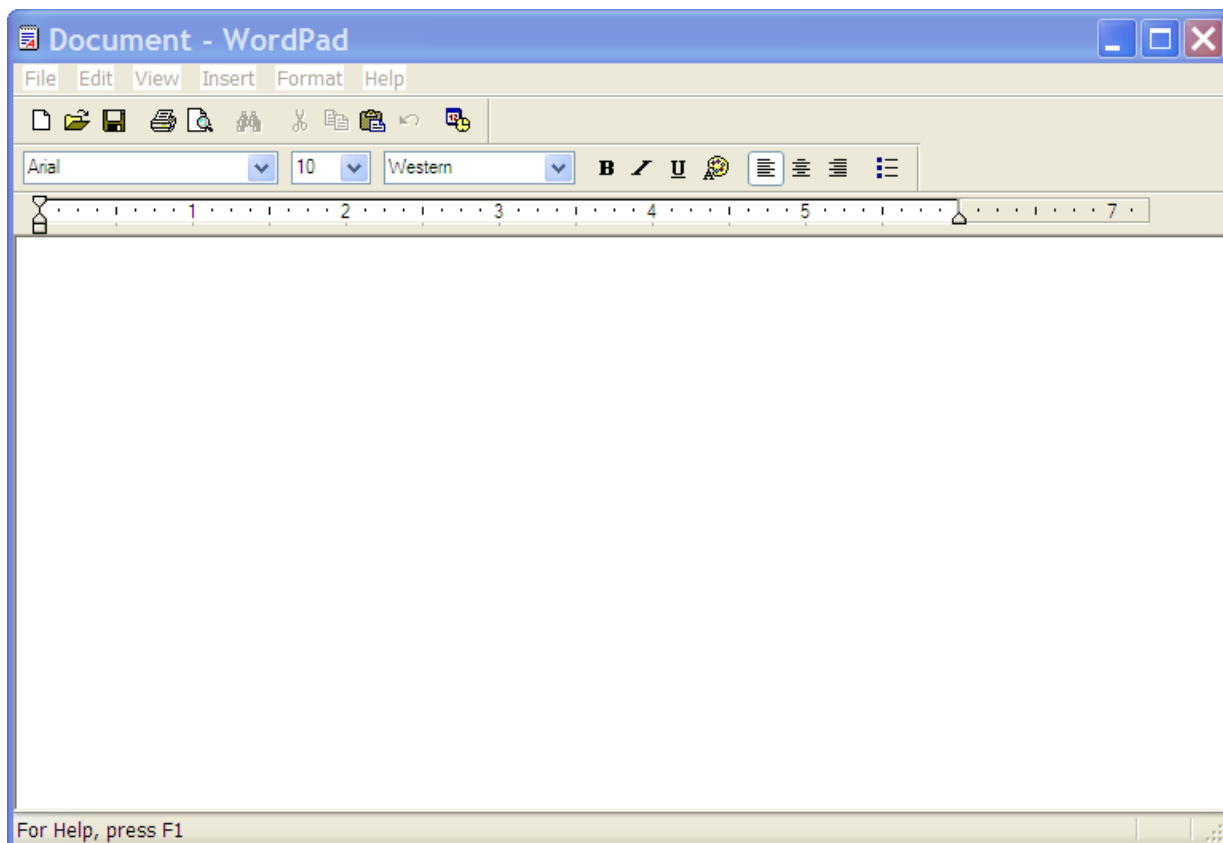 Document - WordPad
File Edit View Insert Format Help
Arial 10 Western B I U
1 2 3 4 5 7
For Help, press F1